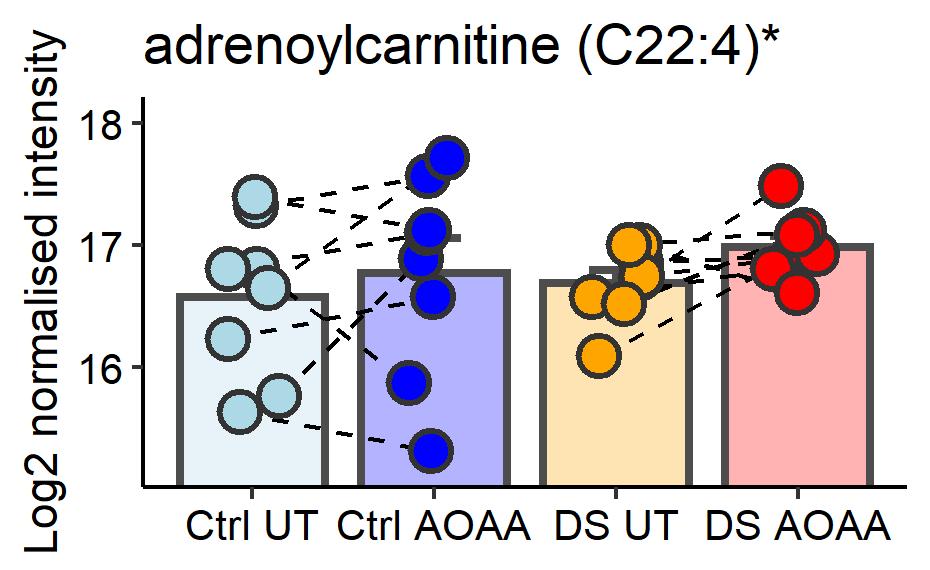 adrenoylcarnitine (C22:4)*
Log2 normalised intensity
18
17
16
Ctrl UT Ctrl AOAA DS UT DS AOAA